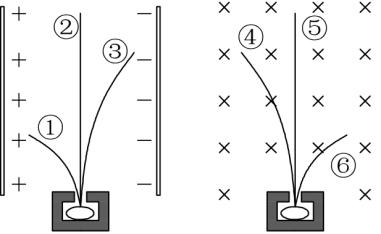 + ② − × × ⑤ × ×
③ ④
+ − × × × ×
+ − × × × ×
① 
+ − × × × ×
⑥
+ − × ×